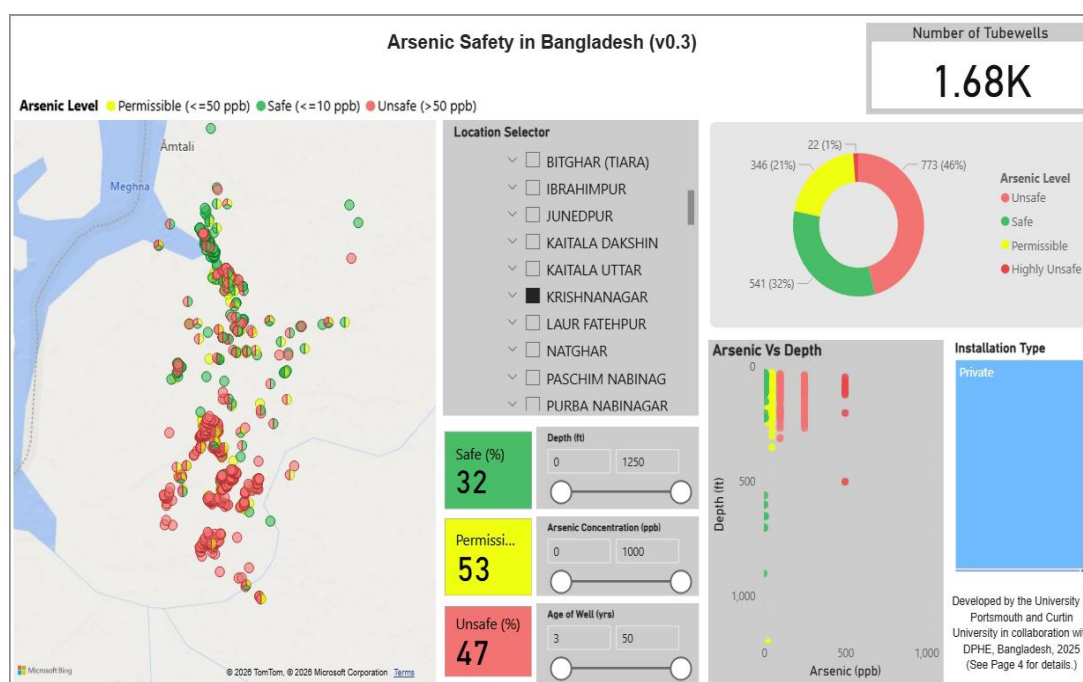 Arsenic Safety in Bangladesh (v0.3)
Number of Tubewells
1.68K
Arsenic Level Permissible (<=50 ppb) Safe (<=10 ppb) Unsafe (>50 ppb)
Āmtali
Meghna
Microsoft Bing
© 2026 TomTom, © 2026 Microsoft Corporation Terms
Location Selector
BITGHAR (TIARA)
IBRAHIMPUR
JUNEDPUR
KAITALA DAKSHIN
KAITALA UTTAR
KRISHNANAGAR
LAUR FATEHPUR
NATGHAR
PASCHIM NABINAG
PURBA NABINAGAR
Safe (%)
32
Permissi...
53
Unsafe (%)
47
Depth (ft)
0 1250
Arsenic Concentration (ppb)
0 1000
Age of Well (yrs)
3 50
22 (1%)
346 (21%)
773 (46%)
541 (32%)
Arsenic Level
Unsafe
Safe
Permissible
Highly Unsafe
Arsenic Vs Depth
0
500
1,000
Depth (ft)
0 500 1,000
Arsenic (ppb)
Installation Type
Private
Developed by the University
Portsmouth and Curtin
University in collaboration wit
DPHE, Bangladesh, 2025
(See Page 4 for details.)